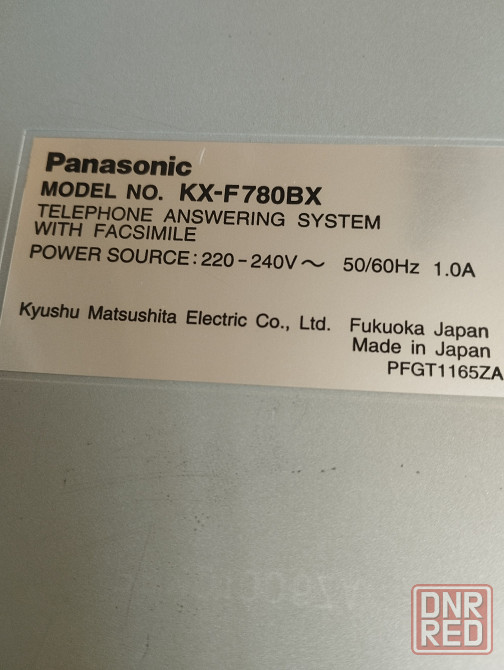 Panasonic
MODEL NO. KX-F780BX
TELEPHONE ANSWERING SYSTEM
WITH FACSIMILE
POWER SOURCE: 220-240V～ 50/60Hz 1.0A
Kyushu Matsushita Electric Co., Ltd. Fukuoka Japan
Made in Japan
PFGT1165ZA
DNR
RED